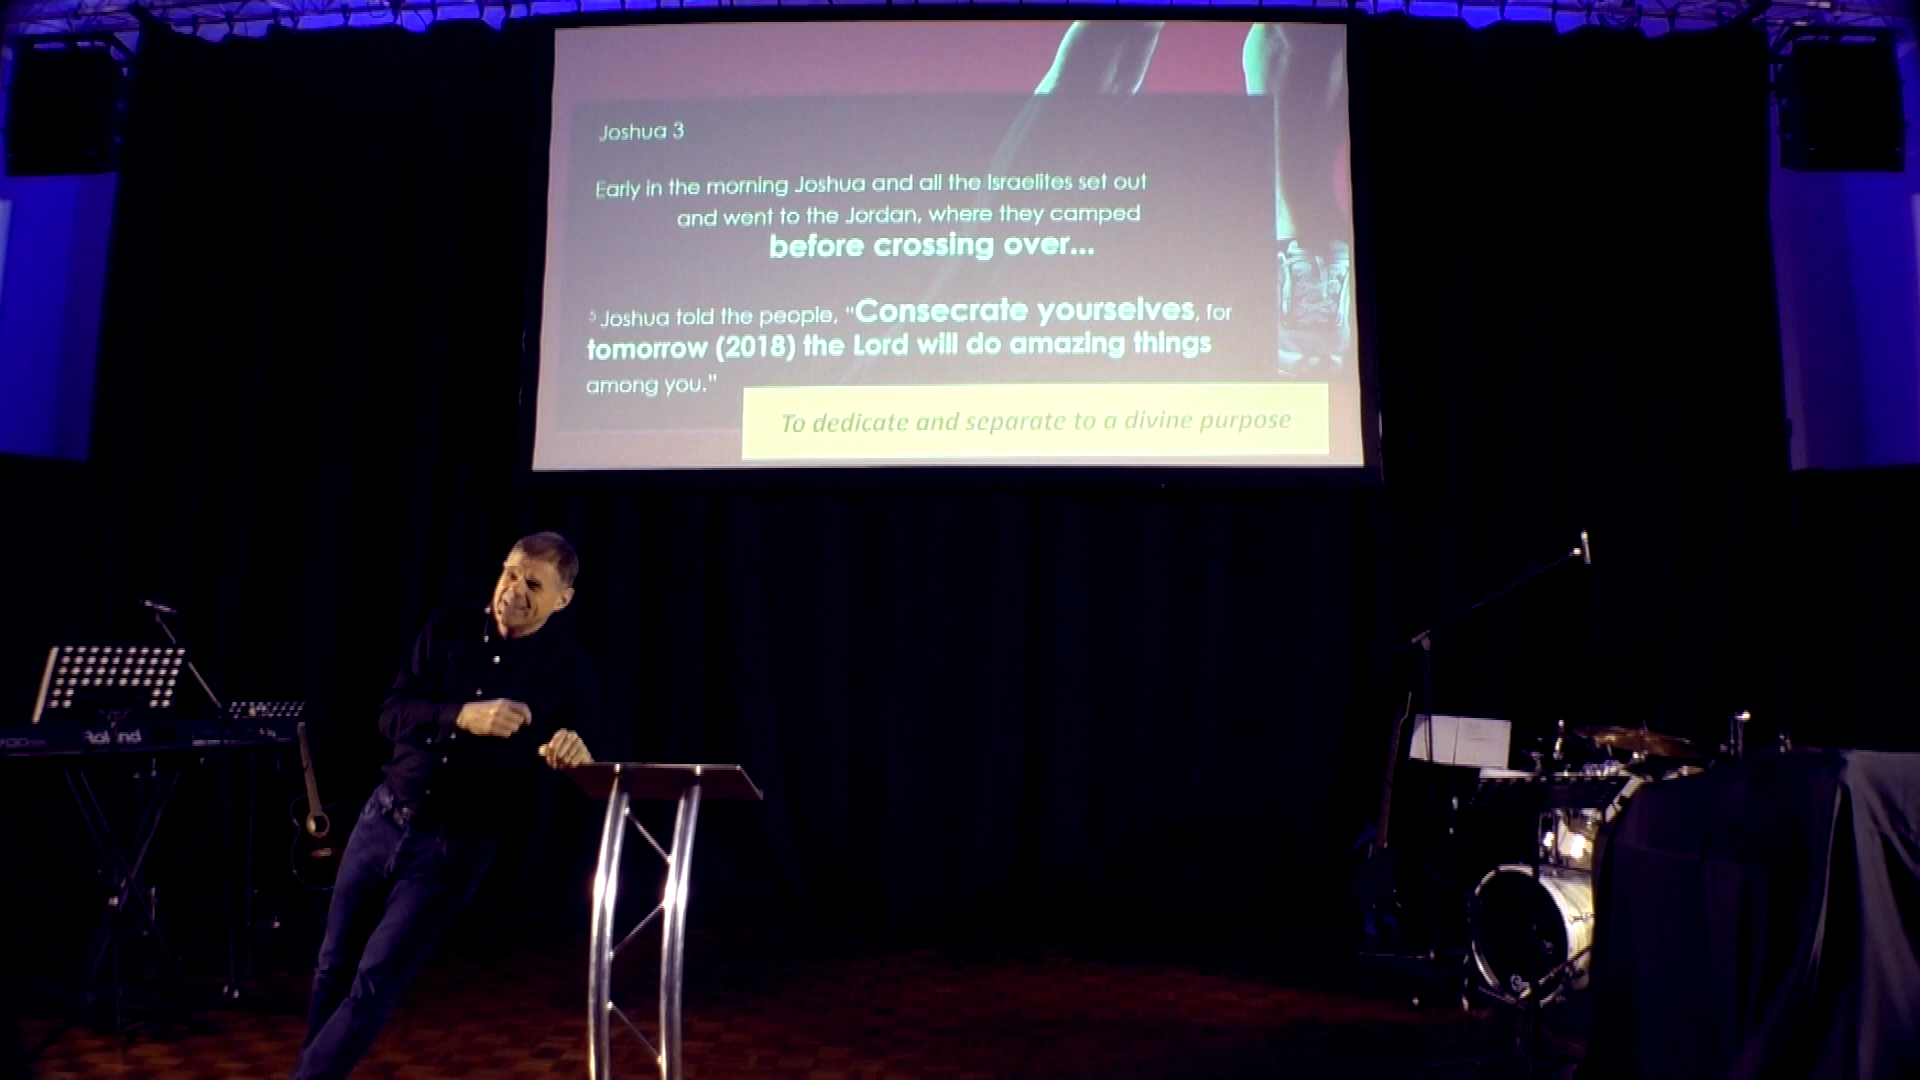 Joshua 3
Early in the morning Joshua and all the Israelites set out
and went to the Jordan, where they camped
before crossing over...
5 Joshua told the people, "Consecrate yourselves, for
tomorrow (2018) the Lord will do amazing things
among you."
To dedicate and separate to a divine purpose
Roland